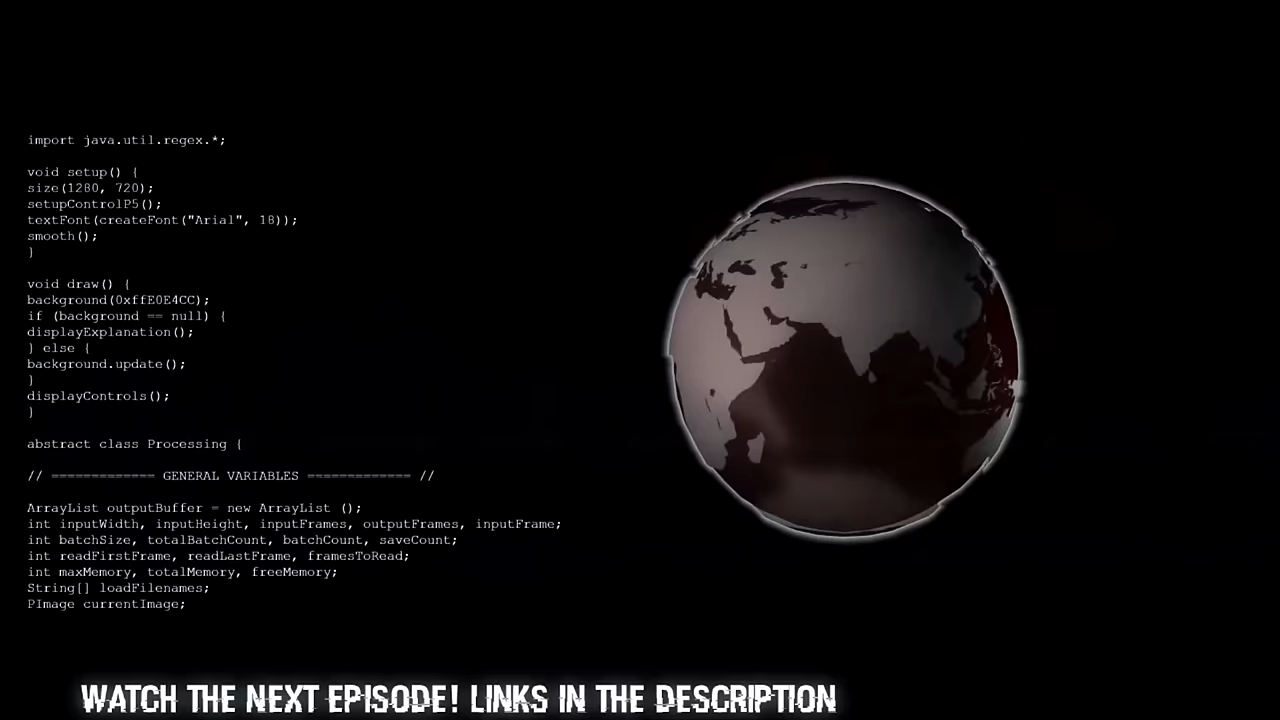 import java.util.regex.*;
void setup() {
size(1280, 720);
setupControlP5();
textFont(createFont("Arial", 18));
smooth();
}
void draw() {
background(0xffE0E4CC);
if (background == null) {
displayExplanation();
} else {
background.update();
}
displayControls();
}
abstract class Processing {
// ============= GENERAL VARIABLES ============= //
ArrayList outputBuffer = new ArrayList ();
int inputWidth, inputHeight, inputFrames, outputFrames, inputFrame;
int batchSize, totalBatchCount, batchCount, saveCount;
int readFirstFrame, readLastFrame, framesToRead;
int maxMemory, totalMemory, freeMemory;
String[] loadFilenames;
PImage currentImage;
WATCH THE NEXT EPISODE! LINKS IN THE DESCRIPTION